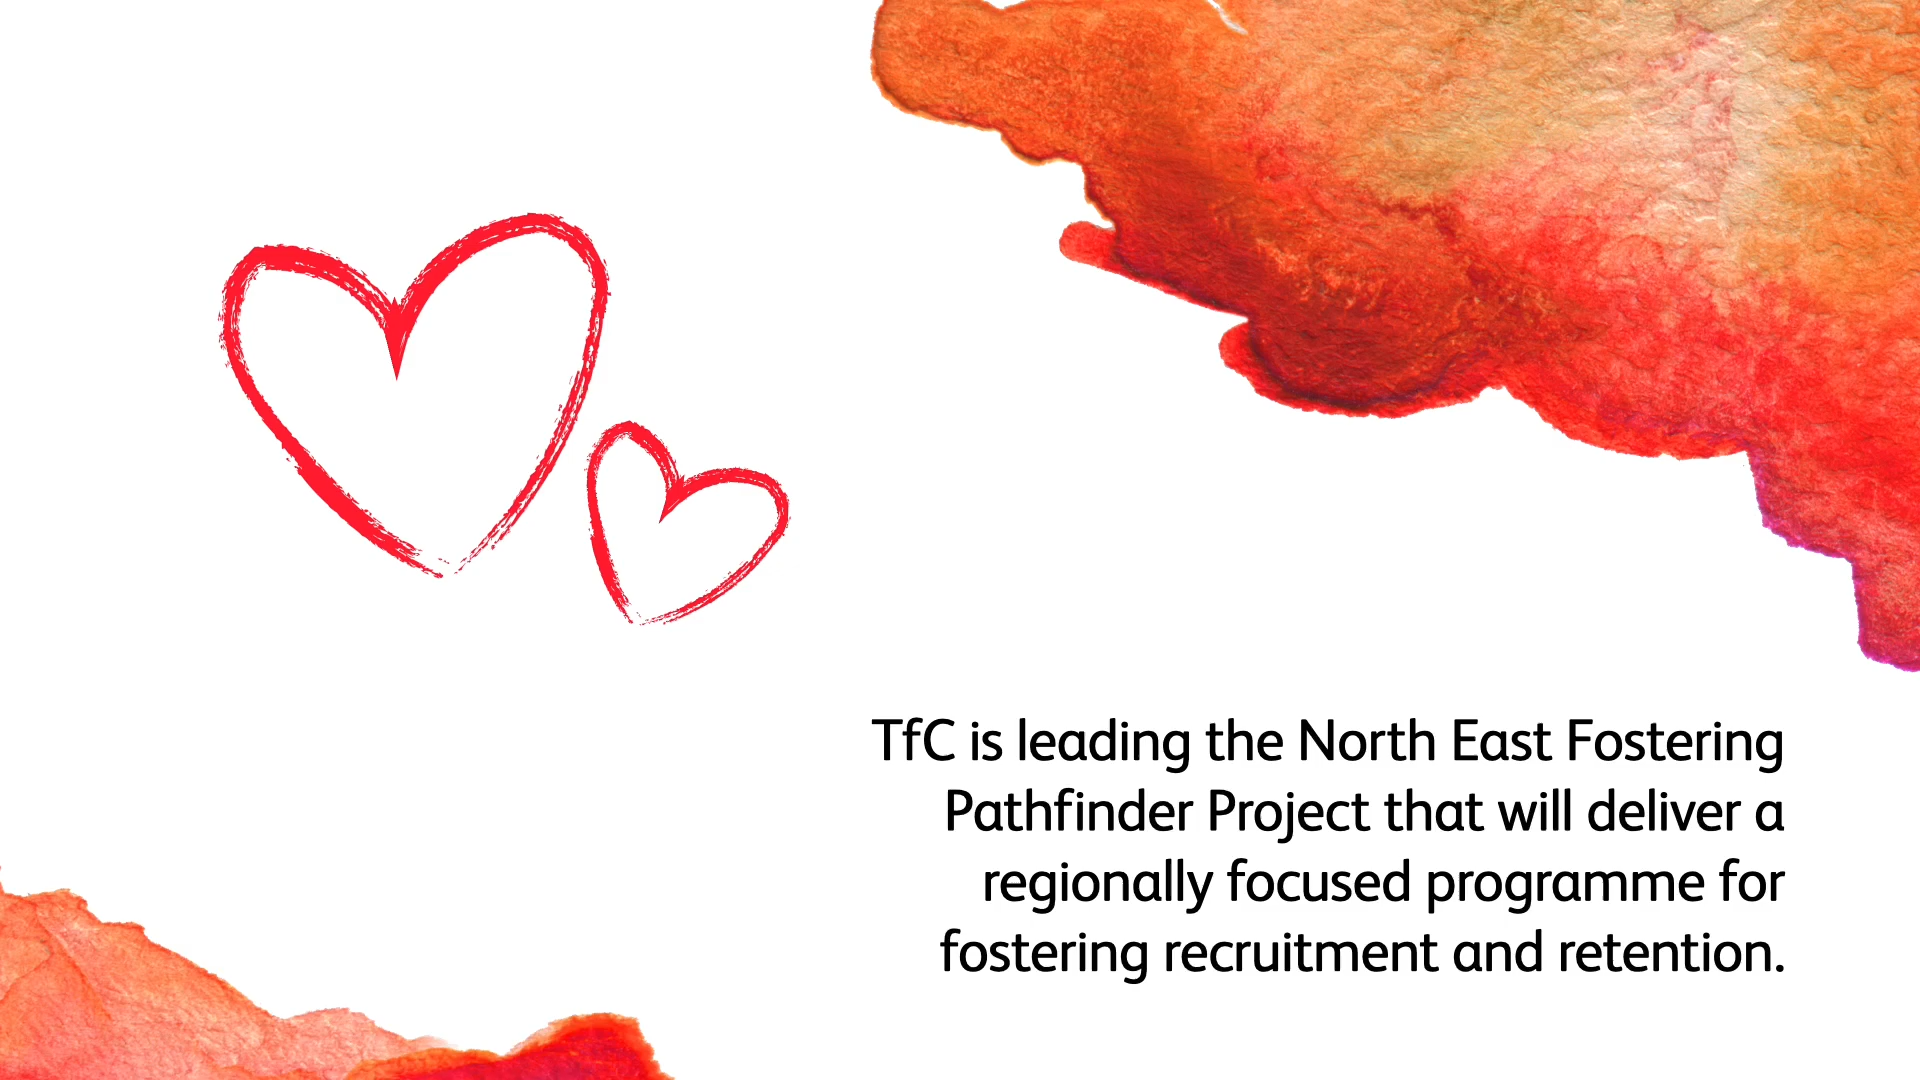 TfC is leading the North East Fostering
Pathfinder Project that will deliver a
regionally focused programme for
fostering recruitment and retention.